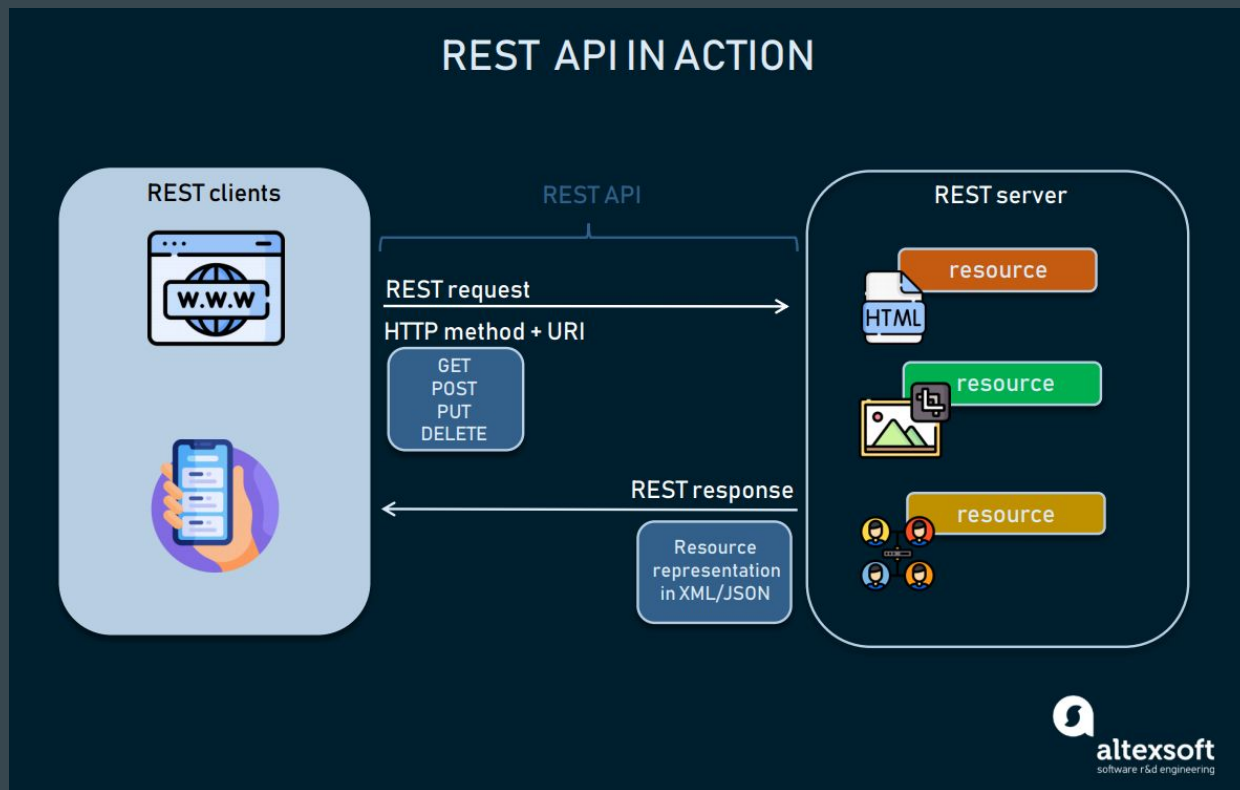 REST API IN ACTION
REST clients
W.W.W
REST API
REST request
HTTP method + URI
GET
POST
PUT
DELETE
REST response
Resource
representation
in XML/JSON
REST server
resource
HTML
resource
resource
altexsoft
software r&d engineering